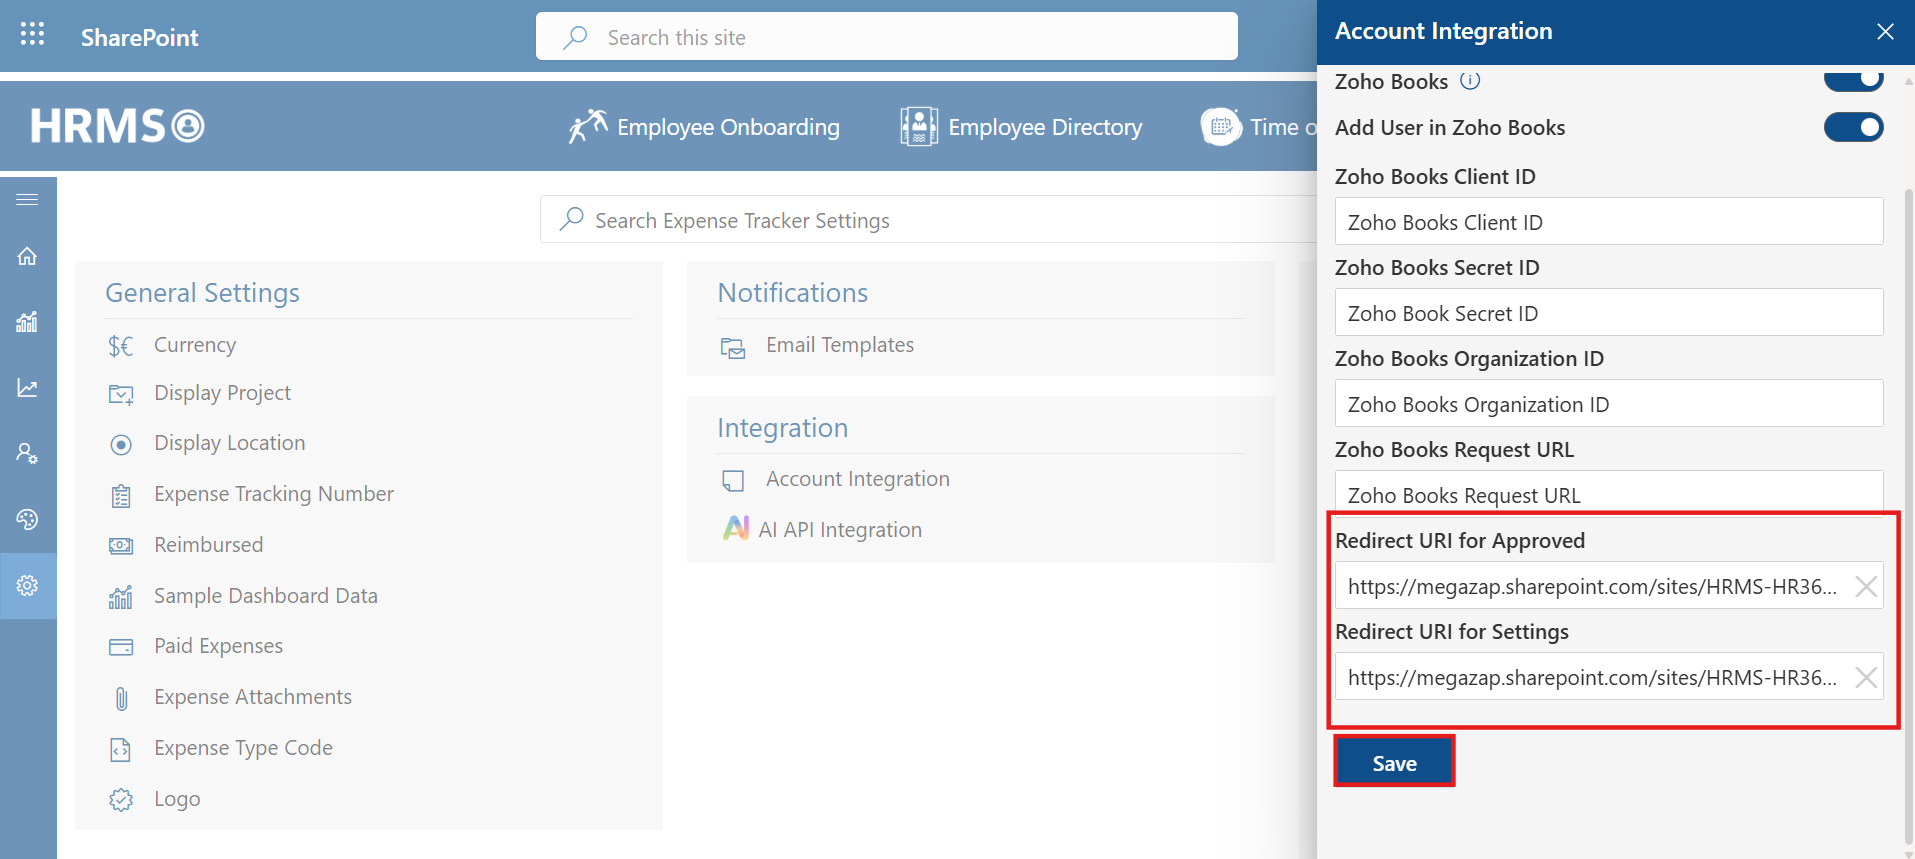 SharePoint
Search this site
HRMS
Employee Onboarding
Employee Directory
Time o
Search Expense Tracker Settings
General Settings
Currency
Display Project
Display Location
Expense Tracking Number
Reimbursed
Sample Dashboard Data
Paid Expenses
Expense Attachments
Expense Type Code
Logo
Notifications
Email Templates
Integration
Account Integration
AI API Integration
Account Integration
Zoho Books
Add User in Zoho Books
Zoho Books Client ID
Zoho Books Client ID
Zoho Books Secret ID
Zoho Book Secret ID
Zoho Books Organization ID
Zoho Books Organization ID
Zoho Books Request URL
Zoho Books Request URL
Redirect URI for Approved
https://megazap.sharepoint.com/sites/HRMS-HR36...
Redirect URI for Settings
https://megazap.sharepoint.com/sites/HRMS-HR36...
Save